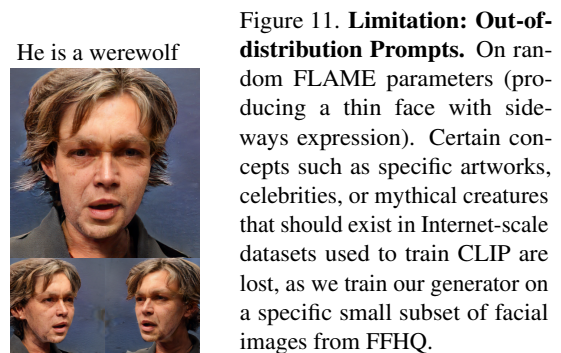 He is a werewolf
Figure 11. Limitation: Out-of-
distribution Prompts. On ran-
dom FLAME parameters (pro-
ducing a thin face with side-
ways expression). Certain con-
cepts such as specific artworks,
celebrities, or mythical creatures
that should exist in Internet-scale
datasets used to train CLIP are
lost, as we train our generator on
a specific small subset of facial
images from FFHQ.